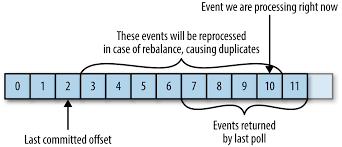 Event we are processing right now
These events will be reprocessed
in case of rebalance, causing duplicates
0 1 2 3 4 5 6 7 8 9 10 11
Last committed offset
Events returned
by last poll